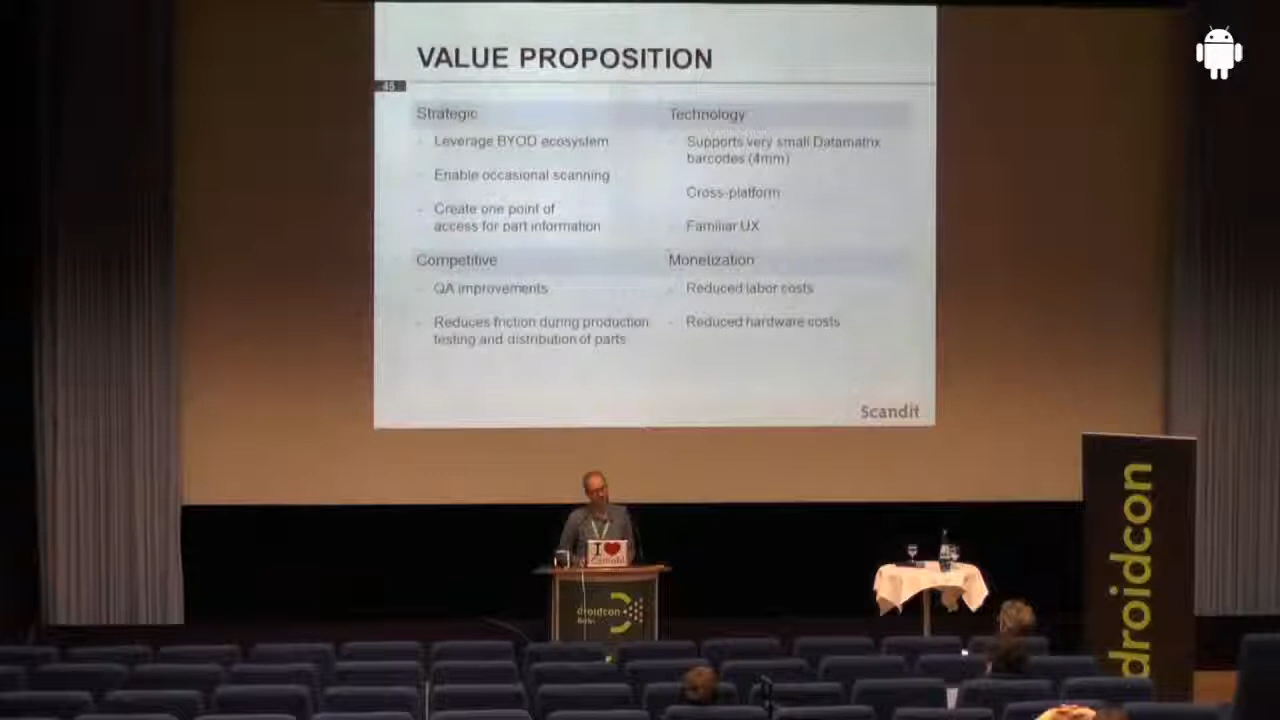 VALUE PROPOSITION
45
Strategic
- Leverage BYOD ecosystem
- Enable occasional scanning
- Create one point of
access for part information
Technology
- Supports very small Datamatrix
barcodes (4mm)
- Cross-platform
- Familiar UX
Competitive
- QA improvements
- Reduces friction during production
testing and distribution of parts
Monetization
- Reduced labor costs
- Reduced hardware costs
Scandit
I
droidcon
droidcon